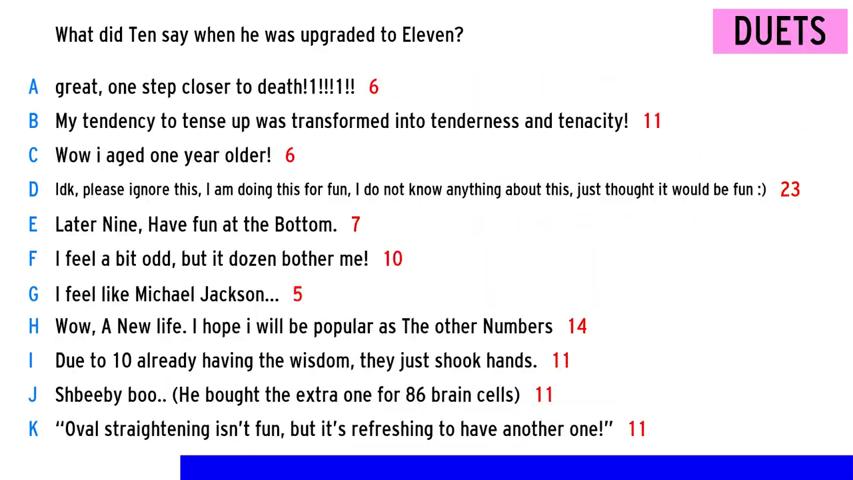 What did Ten say when he was upgraded to Eleven?
DUETS
A great, one step closer to death!1!!!1!! 6
B My tendency to tense up was transformed into tenderness and tenacity! 11
C Wow i aged one year older! 6
D Idk, please ignore this, I am doing this for fun, I do not know anything about this, just thought it would be fun :) 23
E Later Nine, Have fun at the Bottom. 7
F I feel a bit odd, but it dozen bother me! 10
G I feel like Michael Jackson... 5
H Wow, A New life. I hope i will be popular as The other Numbers 14
I Due to 10 already having the wisdom, they just shook hands. 11
J Shbeeby boo.. (He bought the extra one for 86 brain cells) 11
K “Oval straightening isn’t fun, but it’s refreshing to have another one!” 11